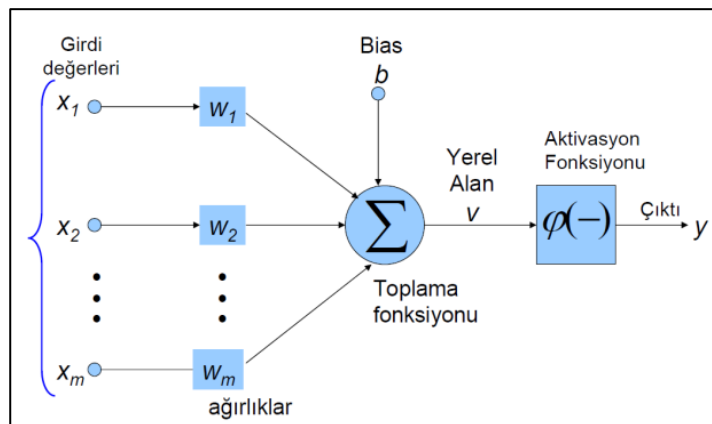 Girdi
değerleri
x1
w1
Bias
b
x2
w2
∑
Toplama
fonksiyonu
Yerel
Alan
v
Aktivasyon
Fonksiyonu
φ(−)
Çıktı
y
xm
wm
ağırlıklar